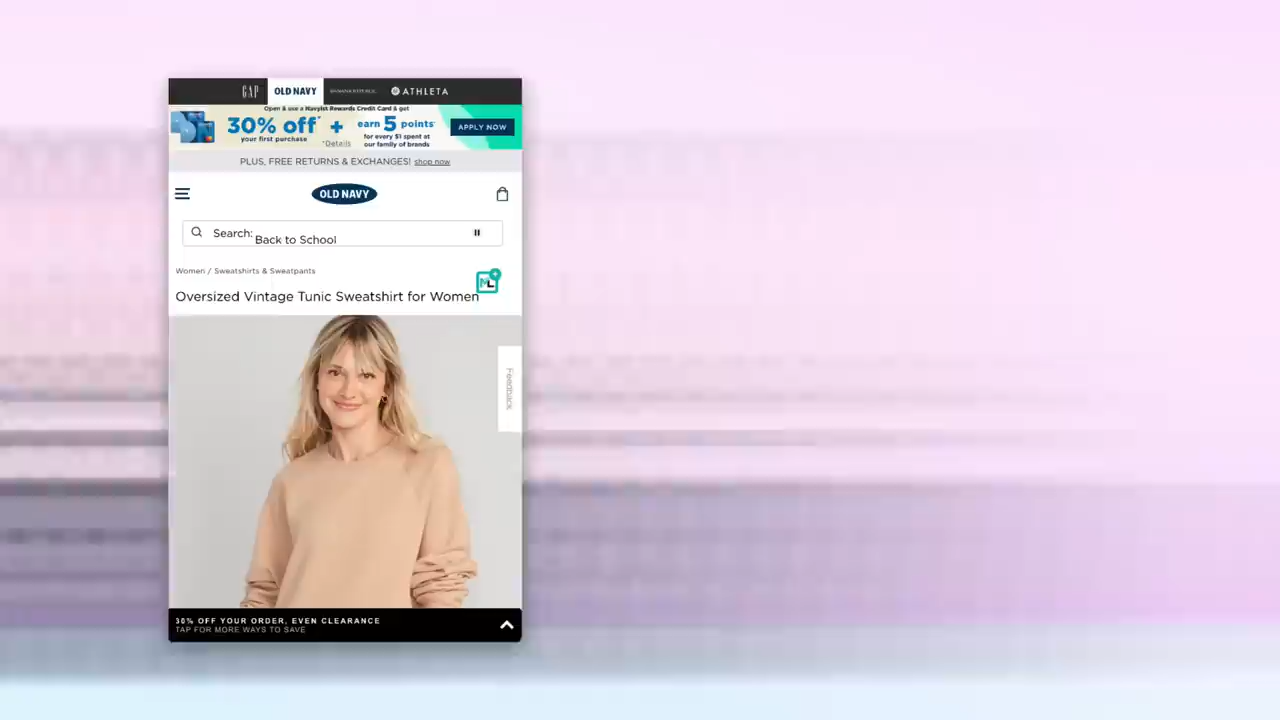 GAP
OLD NAVY
BANANA REPUBLIC
ATHLETA
Open & use a Navyist Rewards Credit Card & get
30% off*
your first purchase
+
*Details
earn 5 points
for every $1 spent at
our family of brands
APPLY NOW
PLUS, FREE RETURNS & EXCHANGES! shop now
OLD NAVY
Search: Back to School
Women / Sweatshirts & Sweatpants
ML
Oversized Vintage Tunic Sweatshirt for Women
Feedback
30% OFF YOUR ORDER, EVEN CLEARANCE
TAP FOR MORE WAYS TO SAVE